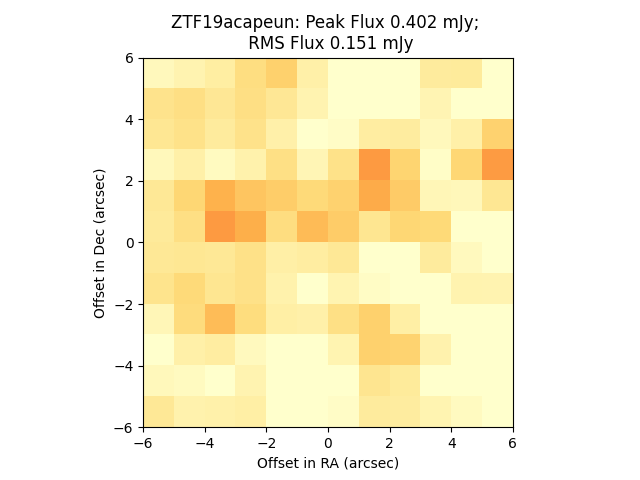 ZTF19acapeun: Peak Flux 0.402 mJy;
RMS Flux 0.151 mJy
6
4
2
0
−2
−4
−6
Offset in Dec (arcsec)
−6 −4 −2 0 2 4 6
Offset in RA (arcsec)